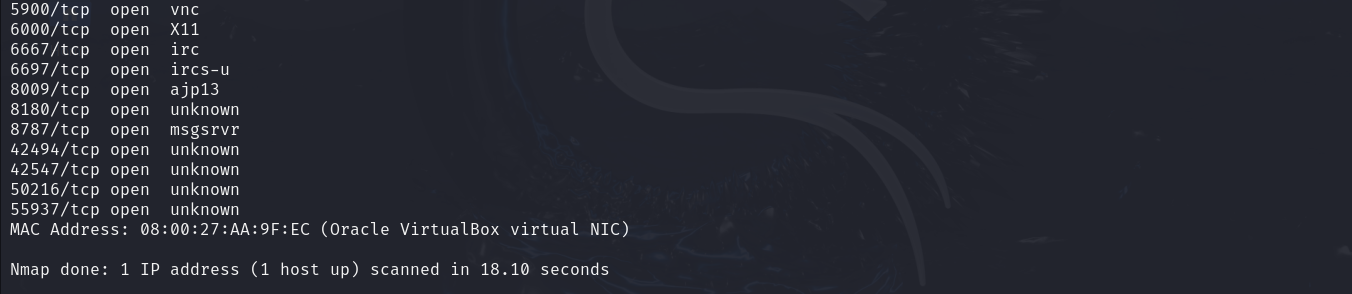 5900/tcp  open  vnc
6000/tcp  open  X11
6667/tcp  open  irc
6697/tcp  open  ircs-u
8009/tcp  open  ajp13
8180/tcp  open  unknown
8787/tcp  open  msgsrvr
42494/tcp open  unknown
42547/tcp open  unknown
50216/tcp open  unknown
55937/tcp open  unknown
MAC Address: 08:00:27:AA:9F:EC (Oracle VirtualBox virtual NIC)
Nmap done: 1 IP address (1 host up) scanned in 18.10 seconds